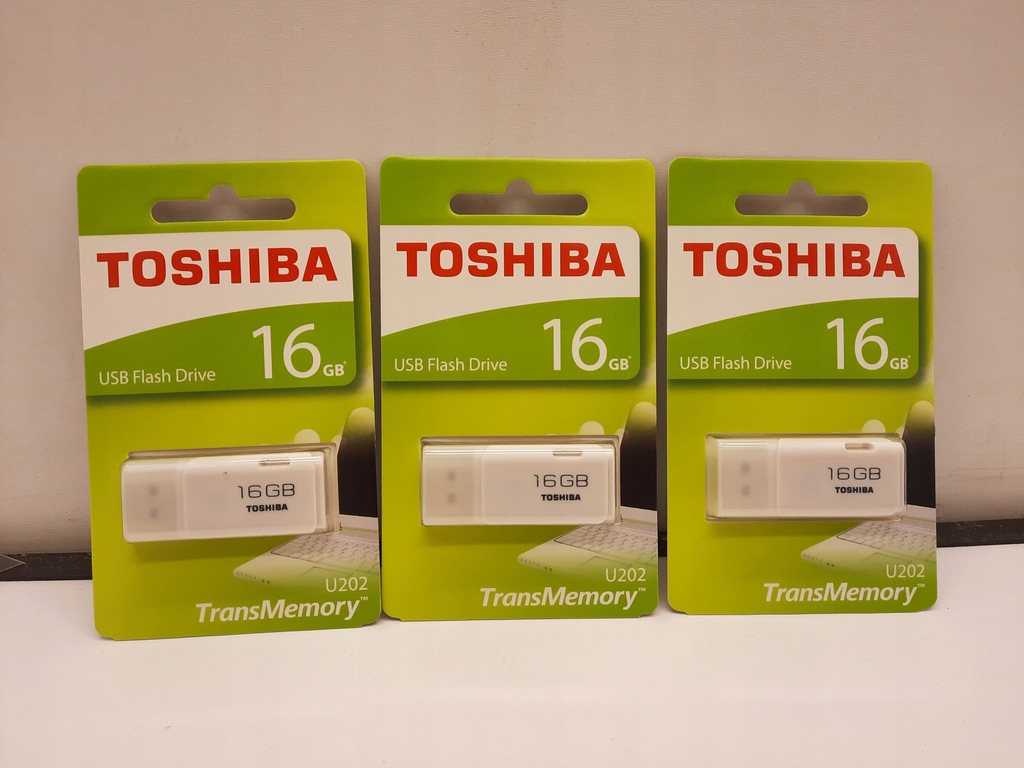 TOSHIBA
16GB*
USB Flash Drive
16GB
TOSHIBA
U202
TransMemory™
TOSHIBA
16GB*
USB Flash Drive
16GB
TOSHIBA
U202
TransMemory™
TOSHIBA
16GB*
USB Flash Drive
16GB
TOSHIBA
U202
TransMemory™